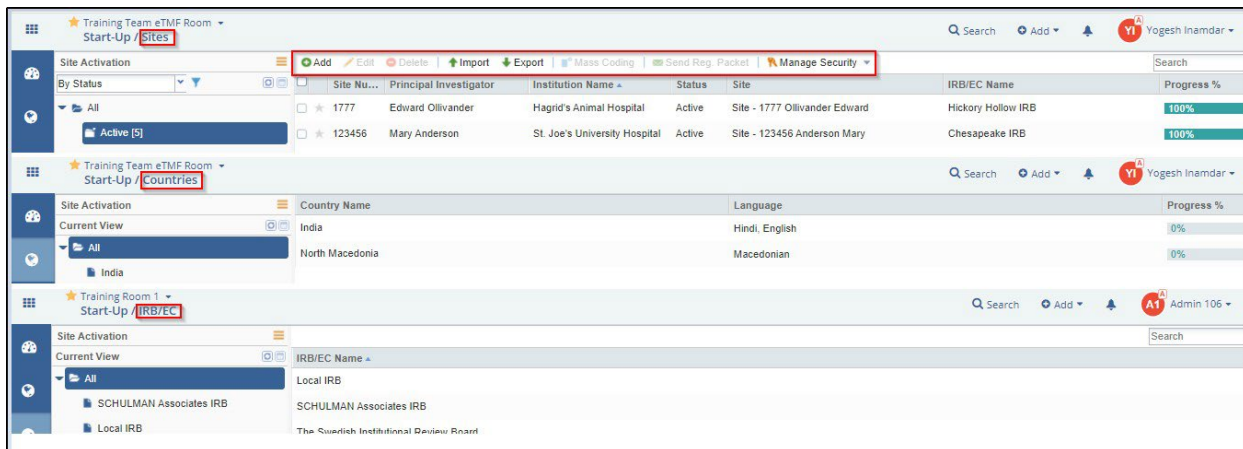 Training Team eTMF Room
Start-Up / Sites
Search Add Yogesh Inamdar
A
YI
Site Activation
Add Edit Delete Import Export Mass Coding Send Reg. Packet Manage Security Search
By Status
Site Nu... Principal Investigator Institution Name Status Site IRB/EC Name Progress %
All
1777 Edward Ollivander Hagrid's Animal Hospital Active Site - 1777 Ollivander Edward Hickory Hollow IRB 100%
Active [5]
123456 Mary Anderson St. Joe's University Hospital Active Site - 123456 Anderson Mary Chesapeake IRB 100%
Training Team eTMF Room
Start-Up / Countries
Search Add Yogesh Inamdar
A
YI
Site Activation
Country Name Language Progress %
Current View
India Hindi, English 0%
All
North Macedonia Macedonian 0%
India
Training Room 1
Start-Up / IRB/EC
Search Add Admin 106
A
A1
Site Activation
Search
Current View
IRB/EC Name
All
Local IRB
SCHULMAN Associates IRB
SCHULMAN Associates IRB
Local IRB
The Swedish Institutional Review Board